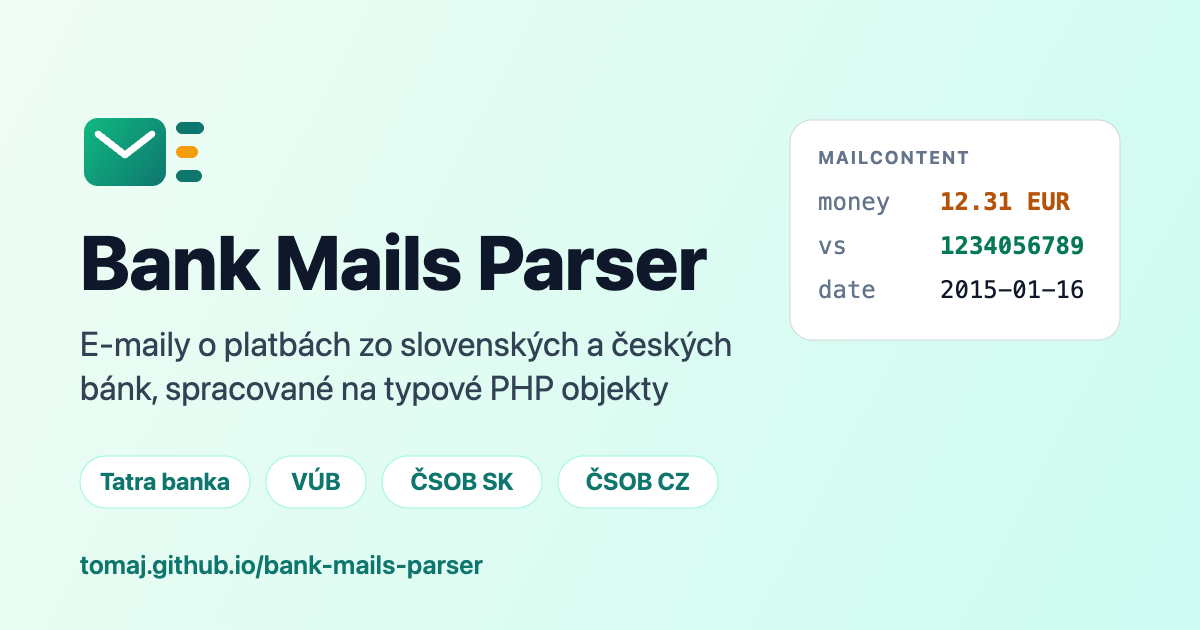 Bank Mails Parser
E-maily o platbách zo slovenských a českých
bánk, spracované na typové PHP objekty
Tatra banka
VÚB
ČSOB SK
ČSOB CZ
tomaj.github.io/bank-mails-parser
MAILCONTENT
money 12.31 EUR
vs 1234056789
date 2015-01-16